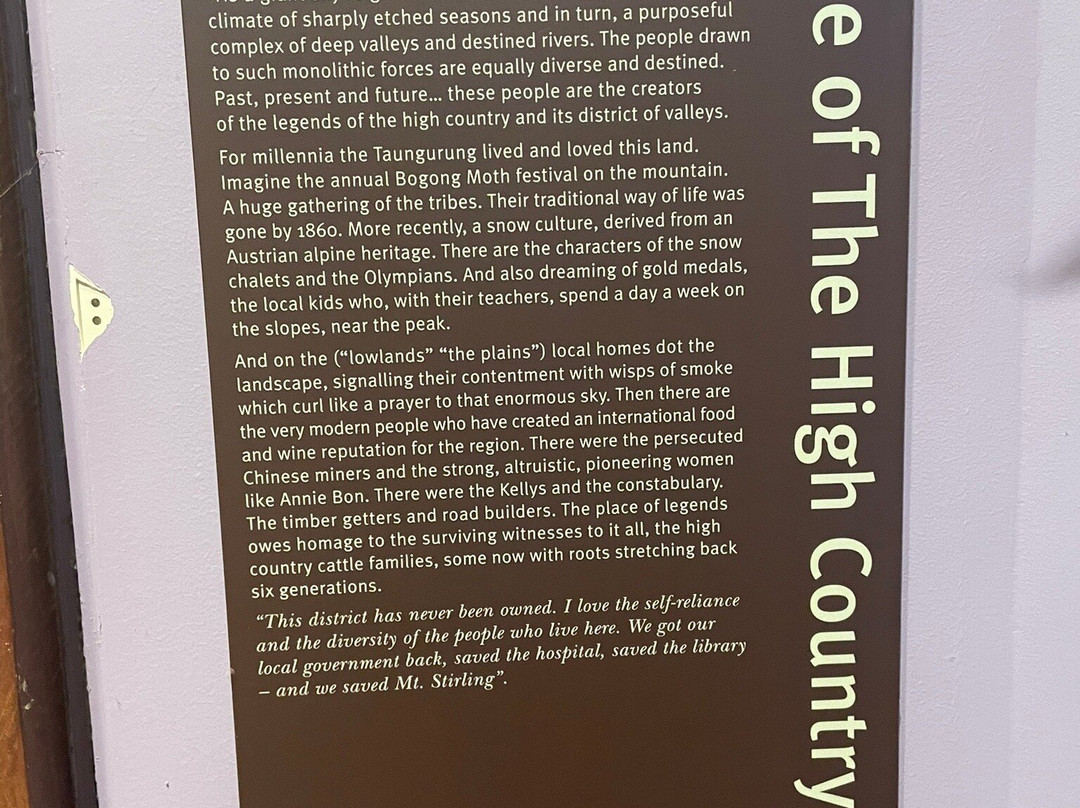 climate of sharply etched seasons and in turn, a purposeful
complex of deep valleys and destined rivers. The people drawn
to such monolithic forces are equally diverse and destined.
Past, present and future... these people are the creators
of the legends of the high country and its district of valleys.
For millennia the Taungurung lived and loved this land.
Imagine the annual Bogong Moth festival on the mountain.
A huge gathering of the tribes. Their traditional way of life was
gone by 1860. More recently, a snow culture, derived from an
Austrian alpine heritage. There are the characters of the snow
chalets and the Olympians. And also dreaming of gold medals,
the local kids who, with their teachers, spend a day a week on
the slopes, near the peak.
And on the (“lowlands” “the plains”) local homes dot the
landscape, signalling their contentment with wisps of smoke
which curl like a prayer to that enormous sky. Then there are
the very modern people who have created an international food
and wine reputation for the region. There were the persecuted
Chinese miners and the strong, altruistic, pioneering women
like Annie Bon. There were the Kellys and the constabulary.
The timber getters and road builders. The place of legends
owes homage to the surviving witnesses to it all, the high
country cattle families, some now with roots stretching back
six generations.
“This district has never been owned. I love the self-reliance
and the diversity of the people who live here. We got our
local government back, saved the hospital, saved the library
– and we saved Mt. Stirling”.
e of The High Country